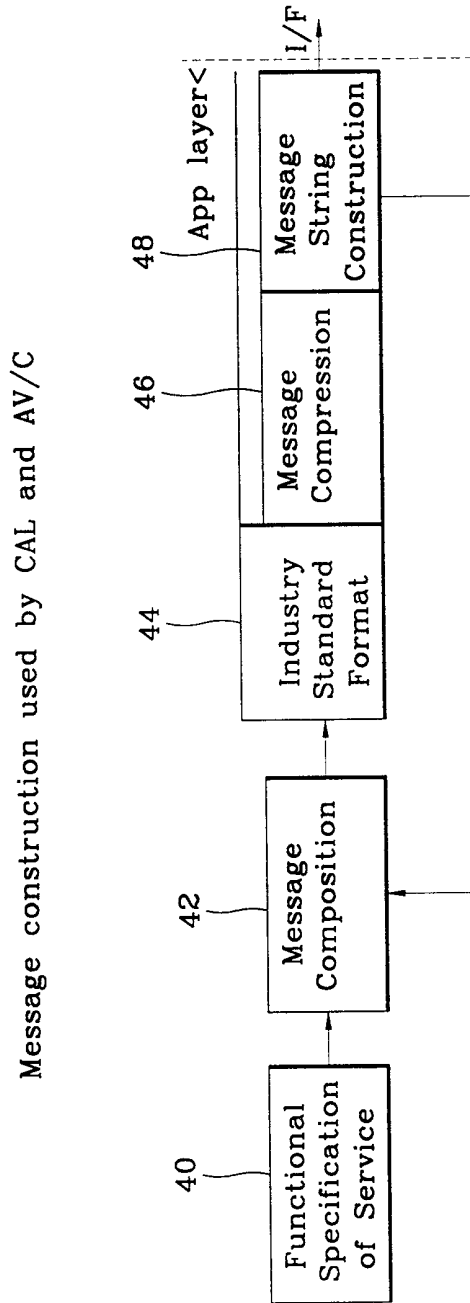 Message construction used by CAL and AV/C
40
Functional
Specification
of Service
42
Message
Composition
44
Industry
Standard
Format
46
Message
Compression
48
Message
String
Construction
App layer<
I/F